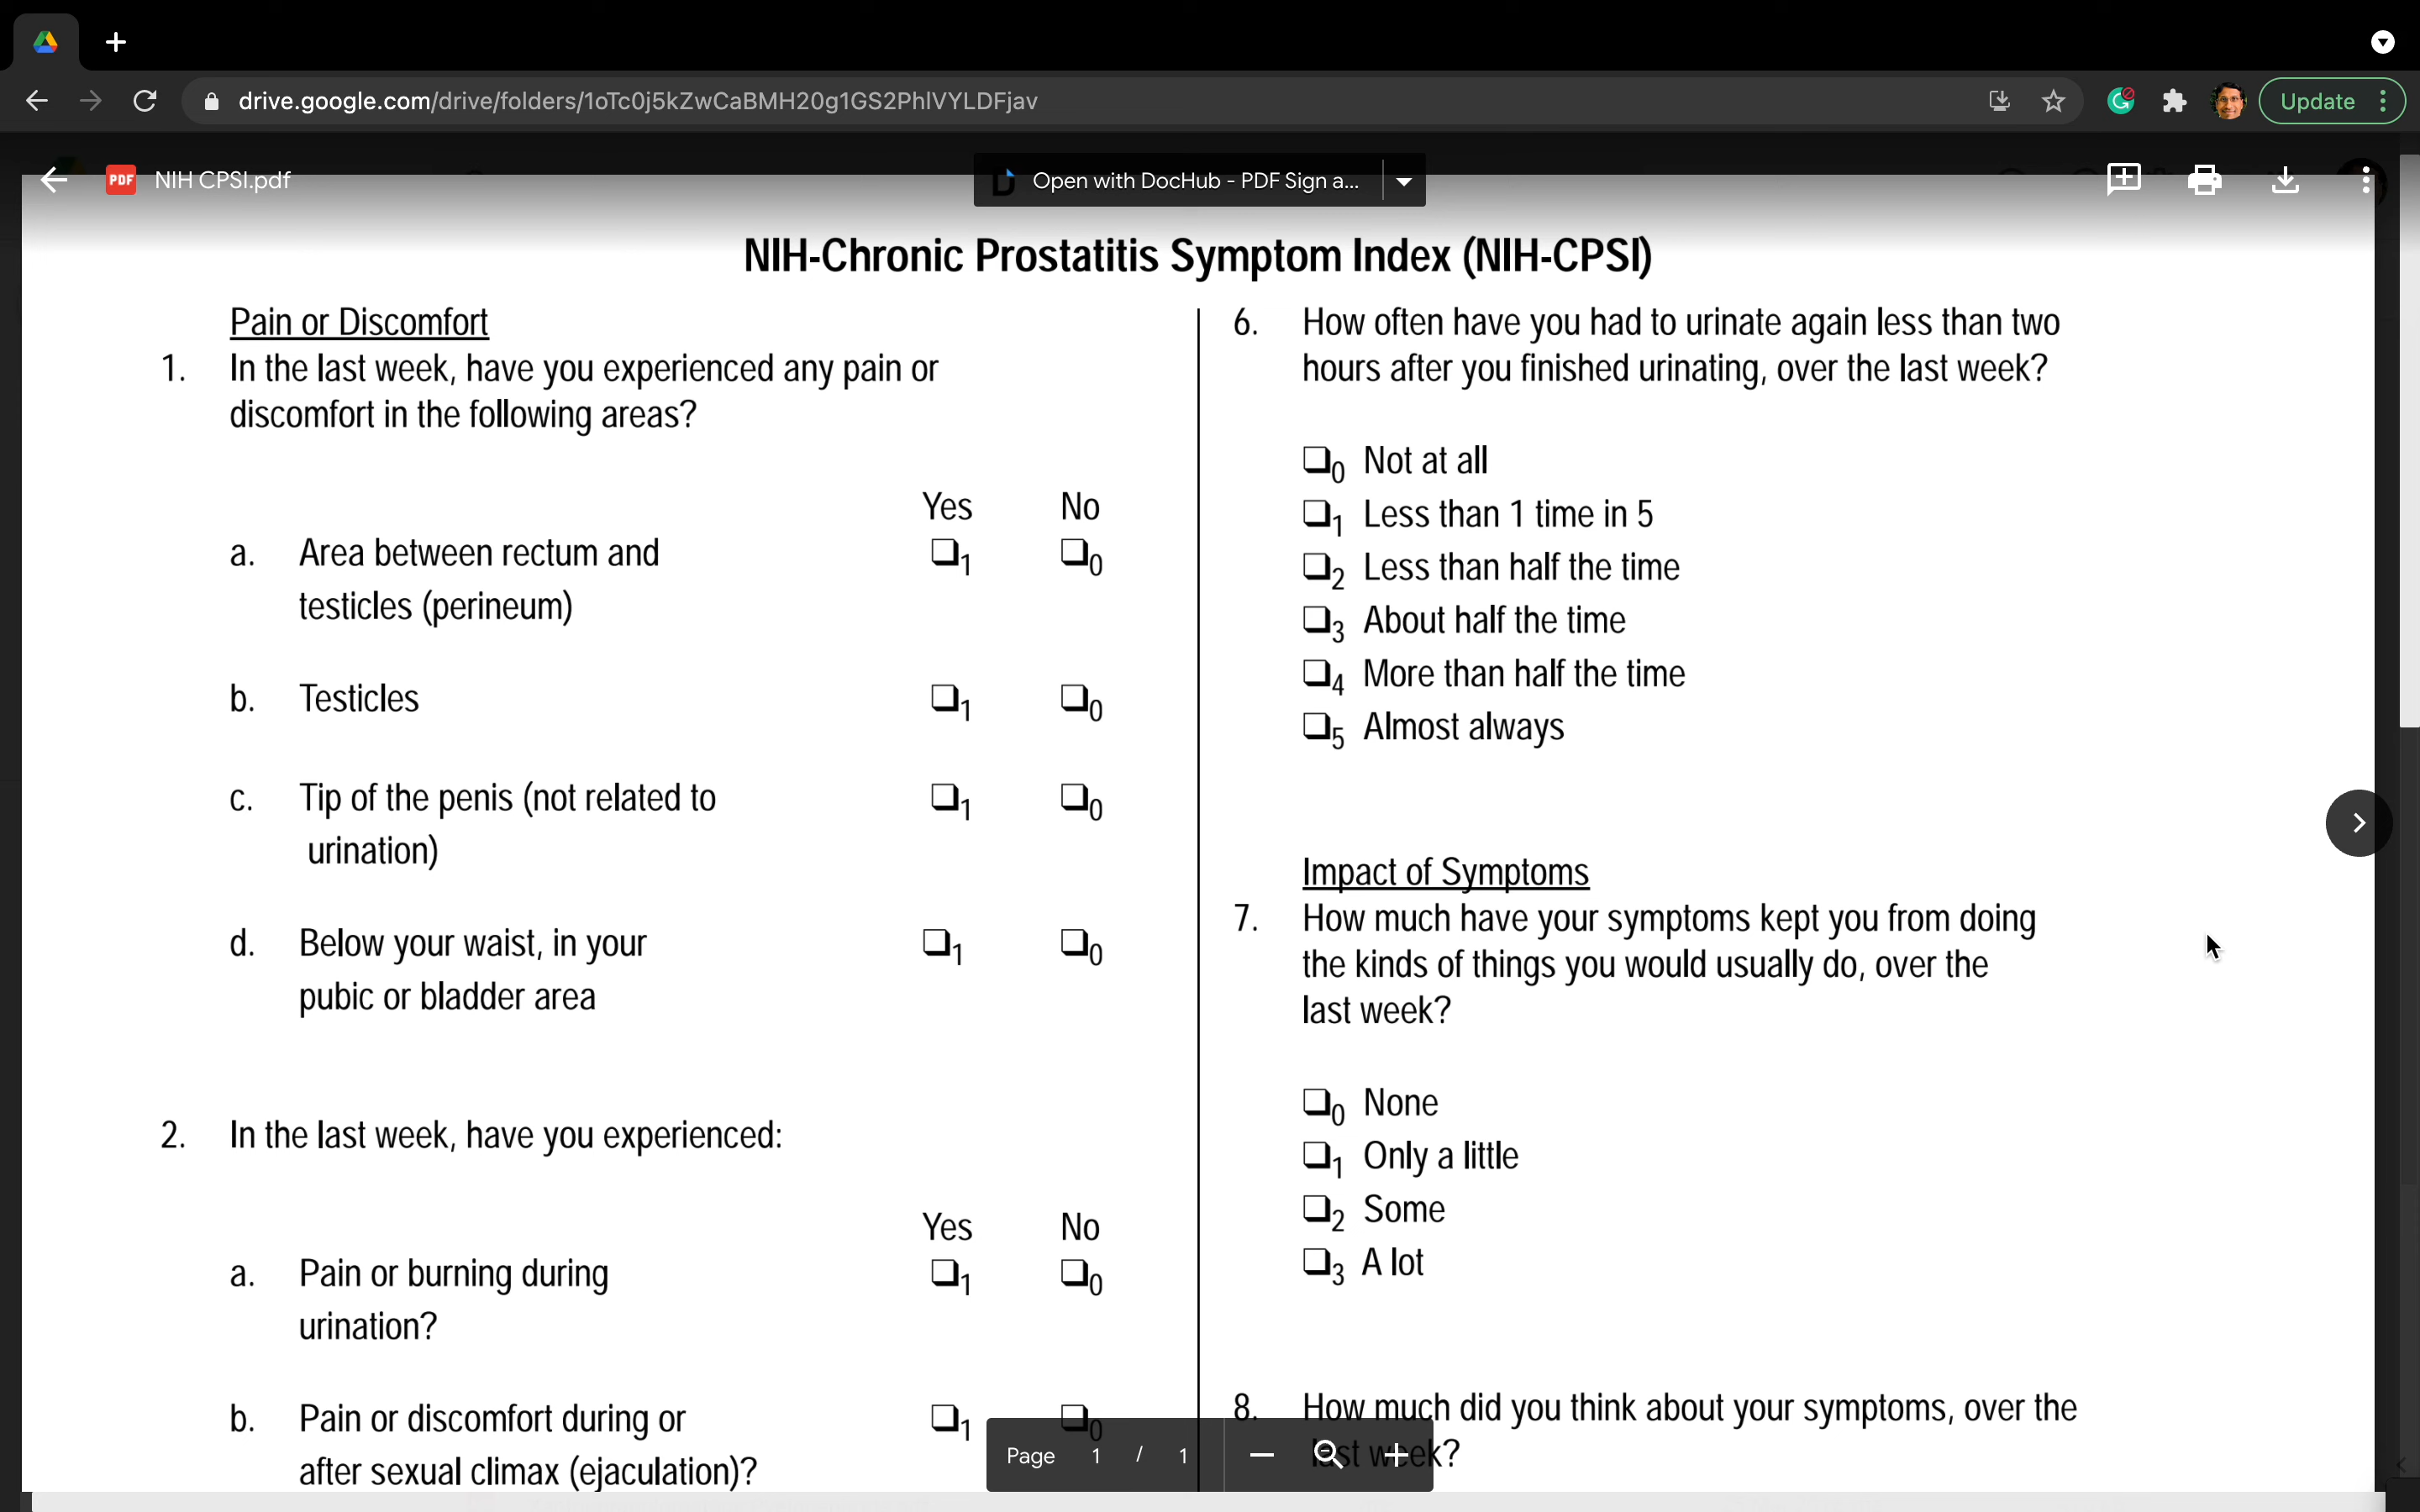 drive.google.com/drive/folders/1oTc0j5kZwCaBMH20g1GS2PhlVYLDFjav
Update
PDF
NIH CPSI.pdf
Open with DocHub - PDF Sign a...
NIH-Chronic Prostatitis Symptom Index (NIH-CPSI)
Pain or Discomfort
1. In the last week, have you experienced any pain or
discomfort in the following areas?
Yes No
a. Area between rectum and ❏1 ❏0
testicles (perineum)
b. Testicles ❏1 ❏0
c. Tip of the penis (not related to ❏1 ❏0
urination)
d. Below your waist, in your ❏1 ❏0
pubic or bladder area
2. In the last week, have you experienced:
Yes No
a. Pain or burning during ❏1 ❏0
urination?
b. Pain or discomfort during or ❏1 ❏0
after sexual climax (ejaculation)?
6. How often have you had to urinate again less than two
hours after you finished urinating, over the last week?
❏0 Not at all
❏1 Less than 1 time in 5
❏2 Less than half the time
❏3 About half the time
❏4 More than half the time
❏5 Almost always
Impact of Symptoms
7. How much have your symptoms kept you from doing
the kinds of things you would usually do, over the
last week?
❏0 None
❏1 Only a little
❏2 Some
❏3 A lot
8. How much did you think about your symptoms, over the
last week?
Page 1 / 1